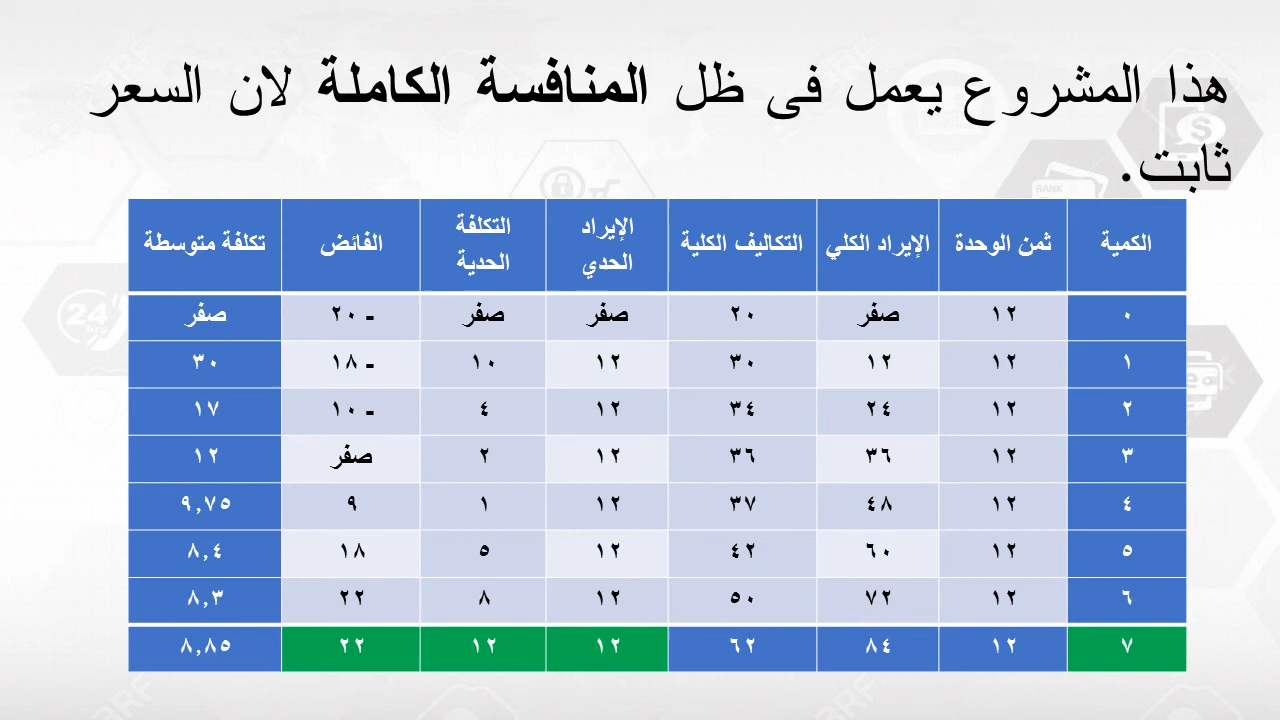 هذا المشروع يعمل فى ظل المنافسة الكاملة لان السعر
ثابت.
الكمية ثمن الوحدة الإيراد الكلي التكاليف الكلية الإيراد الحدي التكلفة الحدية الفائض تكلفة متوسطة
٠ ١٢ صفر ٢٠ صفر صفر - ٢٠ صفر
١ ١٢ ١٢ ٣٠ ١٢ ١٠ - ١٨ ٣٠
٢ ١٢ ٢٤ ٣٤ ١٢ ٤ - ١٠ ١٧
٣ ١٢ ٣٦ ٣٦ ١٢ ٢ صفر ١٢
٤ ١٢ ٤٨ ٣٧ ١٢ ١ ٩ ٩,٧٥
٥ ١٢ ٦٠ ٤٢ ١٢ ٥ ١٨ ٨,٤
٦ ١٢ ٧٢ ٥٠ ١٢ ٨ ٢٢ ٨,٣
٧ ١٢ ٨٤ ٦٢ ١٢ ١٢ ٢٢ ٨,٨٥
24
hrs
BANK
S